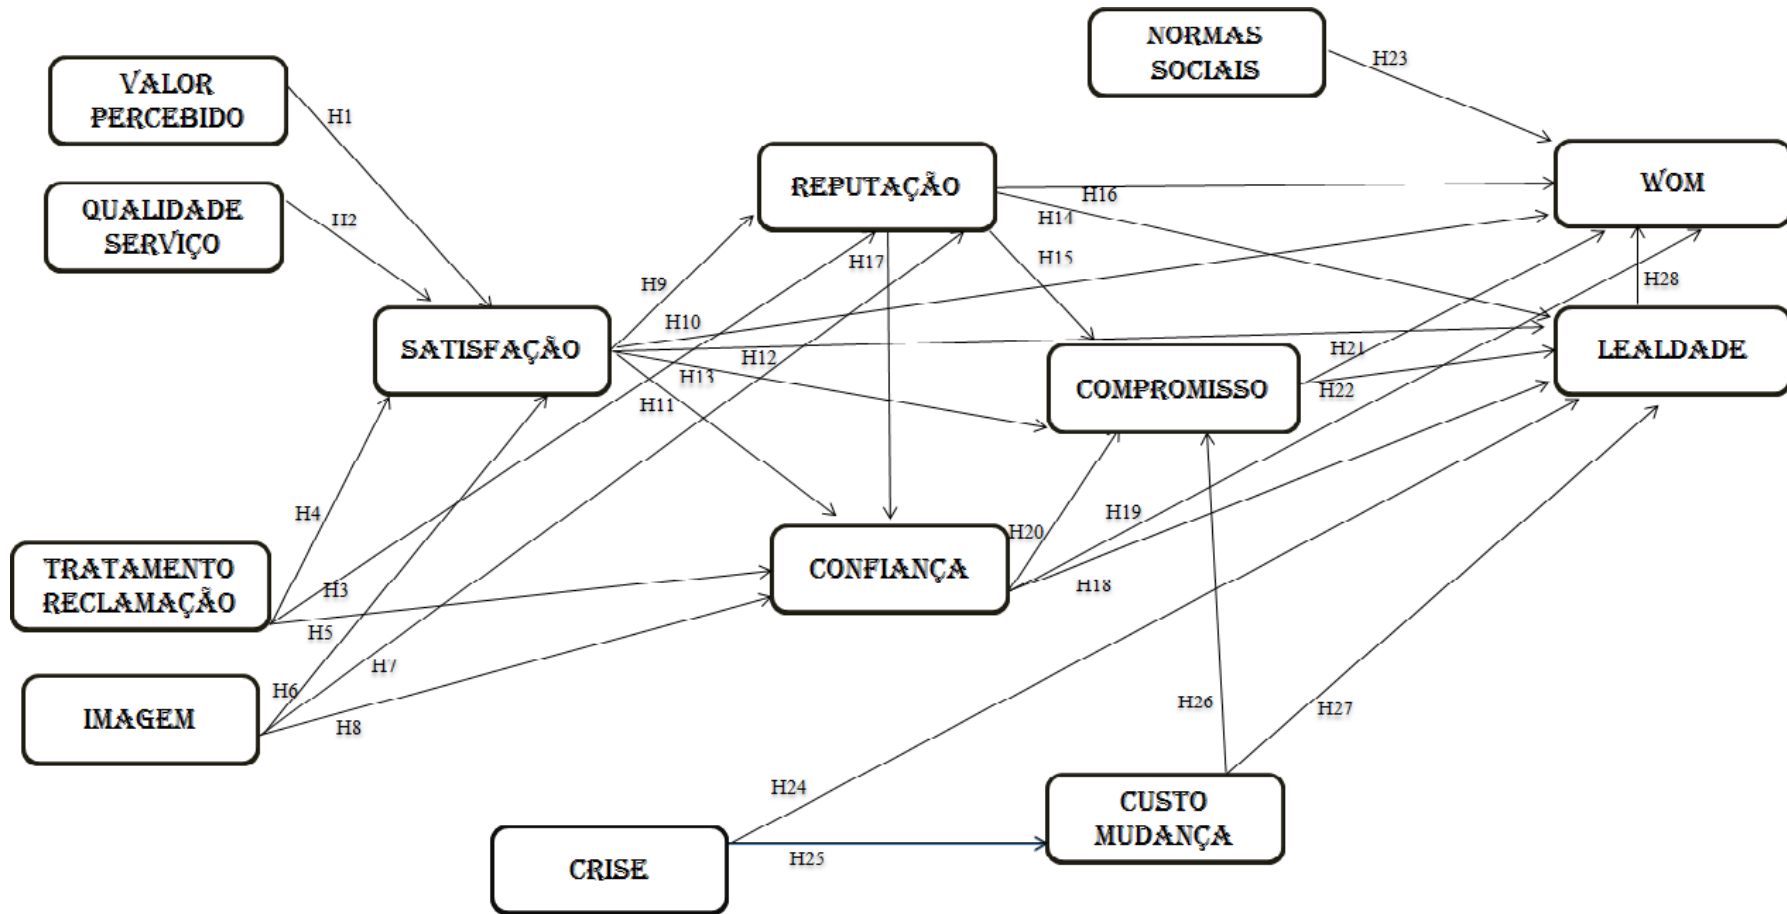 NORMAS
SOCIAIS
H23
VALOR
PERCEBIDO
H1
WOM
REPUTAÇÃO
H16
QUALIDADE
SERVIÇO
H2
H14
H17
H15
H9
H28
SATISFAÇÃO
H10
H12
H13
H21
LEALDADE
COMPROMISSO
H22
H11
H4
H19
H20
TRATAMENTO
RECLAMAÇÃO
H3
CONFIANÇA
H18
H5
H7
H6
IMAGEM
H8
H26
H27
H24
CUSTO
MUDANÇA
H25
CRISE